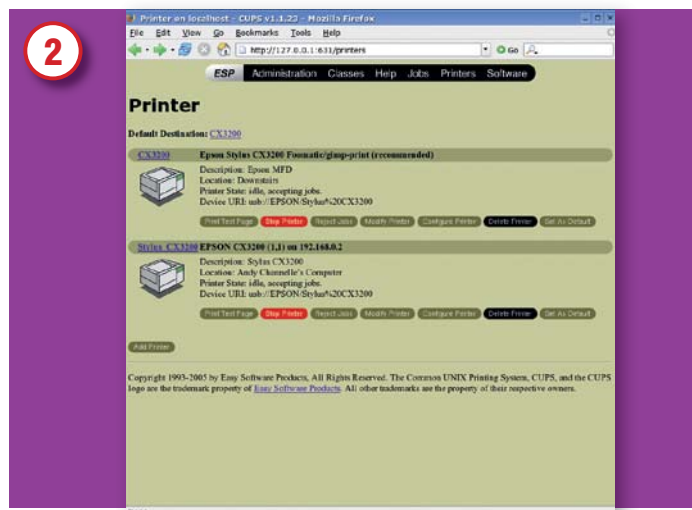 2
Printer on localhost - CUPS v1.1.23 - Mozilla Firefox
File Edit View Go Bookmarks Tools Help
http://127.0.0.1:631/printers Go
ESP Administration Classes Help Jobs Printers Software
Printer
Default Destination: CX3200
CX3200 Epson Stylus CX3200 Foomatic/gimp-print (recommended)
Description: Epson MFD
Location: Downstairs
Printer State: idle, accepting jobs.
Device URI: usb://EPSON/Stylus%20CX3200
Print Test Page Stop Printer Reject Jobs Modify Printer Configure Printer Delete Printer Set As Default
Stylus_CX3200 EPSON CX3200 (1,1) on 192.168.0.2
Description: Stylus CX3200
Location: Andy Channelle's Computer
Printer State: idle, accepting jobs.
Device URI: usb://EPSON/Stylus%20CX3200
Print Test Page Stop Printer Reject Jobs Modify Printer Configure Printer Delete Printer Set As Default
Add Printer
Copyright 1993-2005 by Easy Software Products, All Rights Reserved. The Common UNIX Printing System, CUPS, and the CUPS
logo are the trademark property of Easy Software Products. All other trademarks are the property of their respective owners.